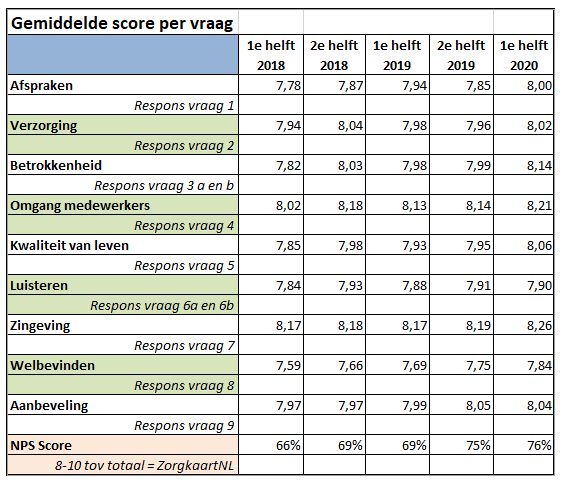 Gemiddelde score per vraag
1e helft 2018 2e helft 2018 1e helft 2019 2e helft 2019 1e helft 2020
Afspraken 7,78 7,87 7,94 7,85 8,00
Respons vraag 1
Verzorging 7,94 8,04 7,98 7,96 8,02
Respons vraag 2
Betrokkenheid 7,82 8,03 7,98 7,99 8,14
Respons vraag 3 a en b
Omgang medewerkers 8,02 8,18 8,13 8,14 8,21
Respons vraag 4
Kwaliteit van leven 7,85 7,98 7,93 7,95 8,06
Respons vraag 5
Luisteren 7,84 7,93 7,88 7,91 7,90
Respons vraag 6a en 6b
Zingeving 8,17 8,18 8,17 8,19 8,26
Respons vraag 7
Welbevinden 7,59 7,66 7,69 7,75 7,84
Respons vraag 8
Aanbeveling 7,97 7,97 7,99 8,05 8,04
Respons vraag 9
NPS Score 66% 69% 69% 75% 76%
8-10 tov totaal = ZorgkaartNL